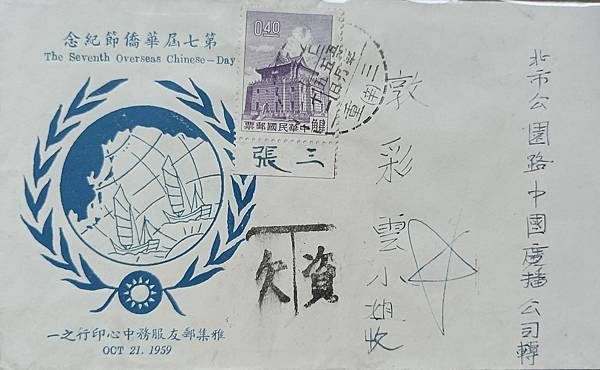 北市公園路中國廣播公司轉
敦彩雲小姐收
第七屆華僑節紀念
The Seventh Overseas Chinese-Day
雅集郵友服務中心印行之一
OCT 21. 1959
0.40
中華民國郵票
張三
臺南
欠資